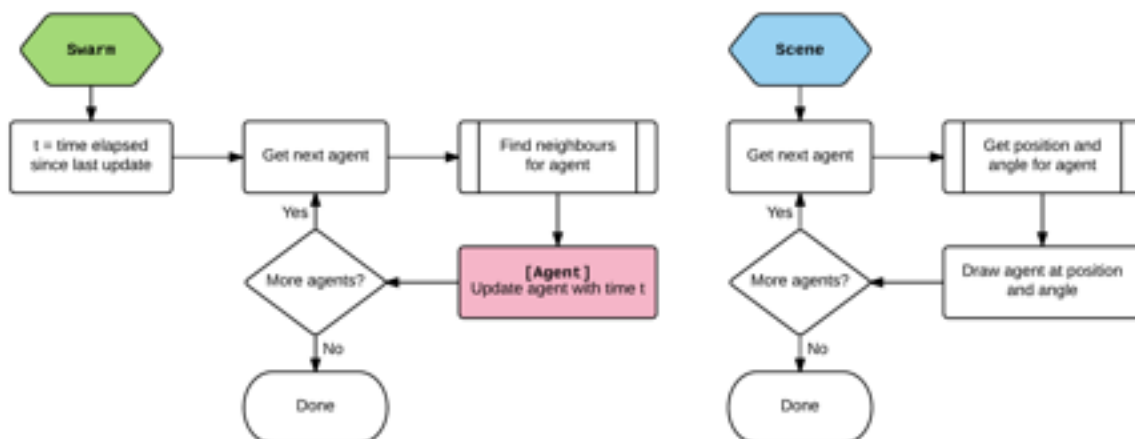 Swarm
t = time elapsed
since last update
Get next agent
Find neighbours
for agent
Yes
More agents?
[Agent]
Update agent with time t
No
Done
Scene
Get next agent
Get position and
angle for agent
Yes
More agents?
Draw agent at position
and angle
No
Done